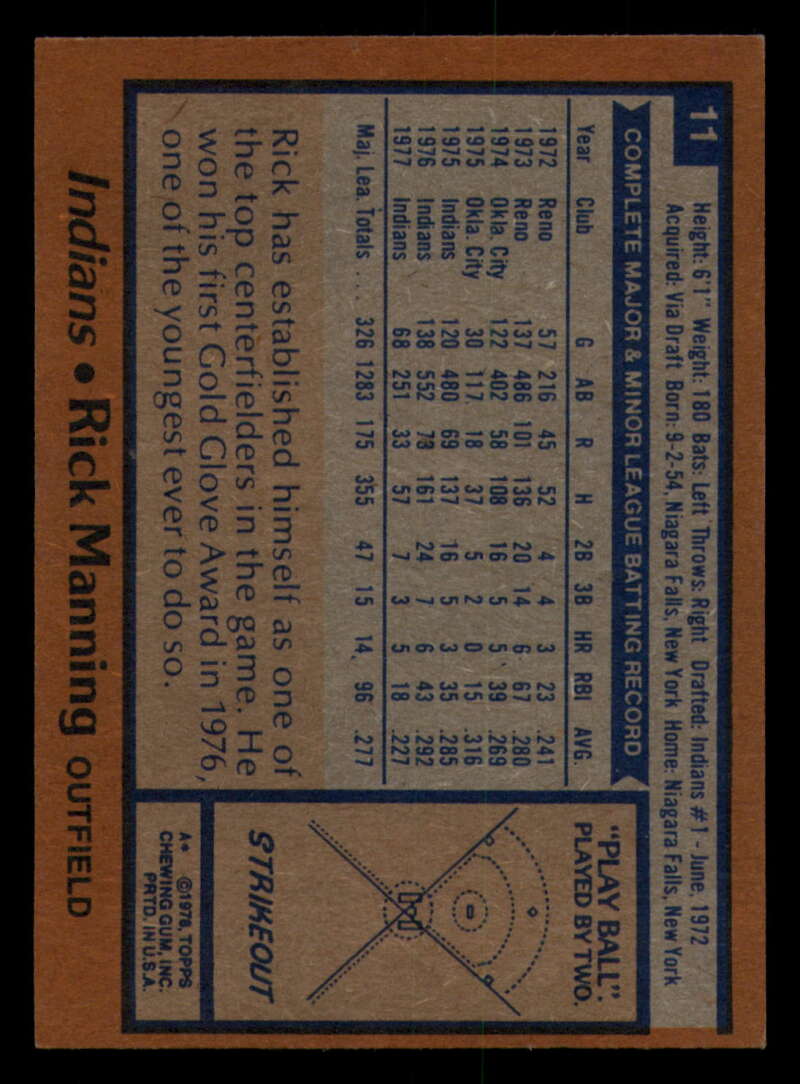 11
Height: 6'1" Weight: 180 Bats: Left Throws: Right Drafted: Indians #1 - June, 1972
Acquired: Via Draft Born: 9-2-54, Niagara Falls, New York Home: Niagara Falls, New York
COMPLETE MAJOR & MINOR LEAGUE BATTING RECORD
Year Club G AB R H 2B 3B HR RBI AVG.
1972 Reno 57 216 45 52 4 4 3 23 .241
1973 Reno 137 486 101 136 20 14 6 67 .280
1974 Okla. City 122 402 58 108 16 5 5 39 .269
1975 Okla. City 30 117 18 37 5 2 0 15 .316
1975 Indians 120 480 69 137 16 5 3 35 .285
1976 Indians 138 552 73 161 24 7 6 43 .292
1977 Indians 68 251 33 57 7 3 5 18 .227
Maj. Lea. Totals ... 326 1283 175 355 47 15 14 96 .277
Rick has established himself as one of
the top centerfielders in the game. He
won his first Gold Glove Award in 1976,
one of the youngest ever to do so.
"PLAY BALL".
PLAYED BY TWO.
STRIKEOUT
A* ©1978, TOPPS
CHEWING GUM, INC.
PRTD. IN U.S.A.
Indians • Rick Manning OUTFIELD